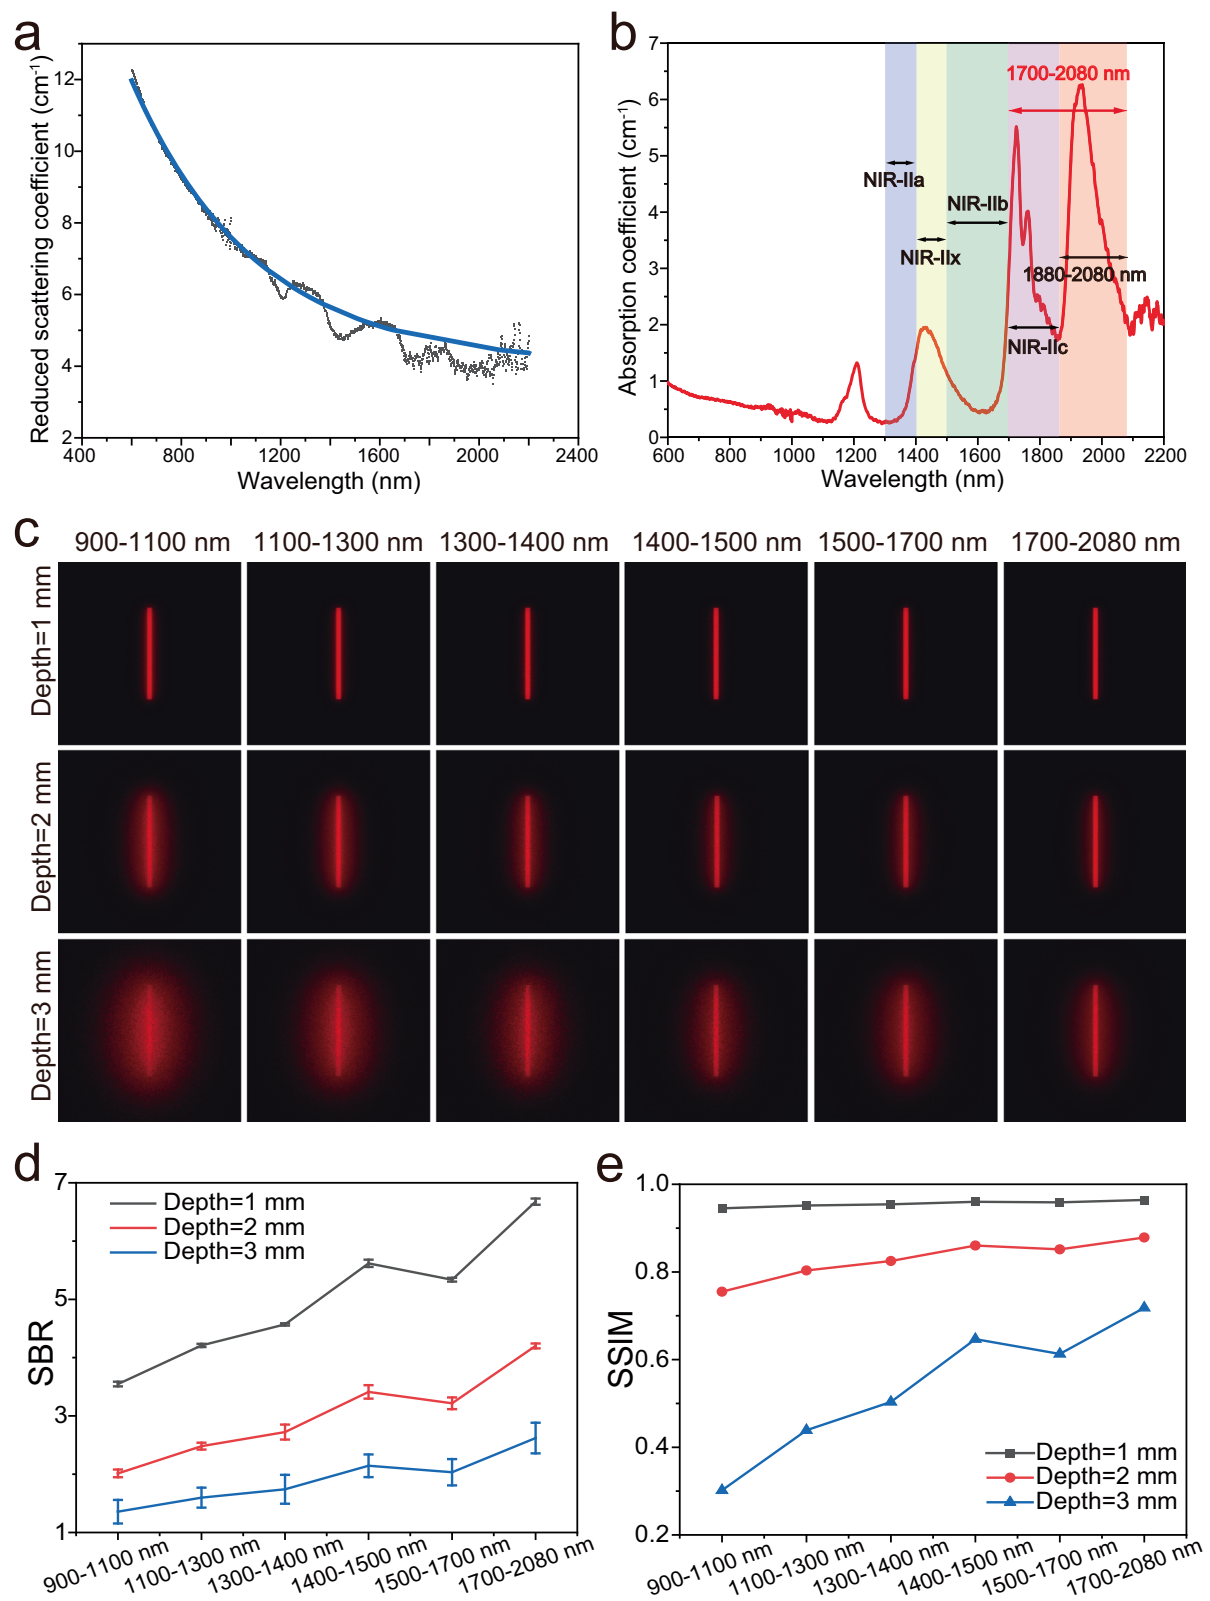 a
Reduced scattering coefficient (cm⁻¹)
12
10
8
6
4
2
400
800
1200
1600
2000
2400
Wavelength (nm)
b
Absorption coefficient (cm⁻¹)
7
6
5
4
3
2
1
0
1700-2080 nm
NIR-IIa
NIR-IIb
NIR-IIx
1880-2080 nm
NIR-IIc
600
800
1000
1200
1400
1600
1800
2000
2200
Wavelength (nm)
c
900-1100 nm
1100-1300 nm
1300-1400 nm
1400-1500 nm
1500-1700 nm
1700-2080 nm
Depth=1 mm
Depth=2 mm
Depth=3 mm
d
SBR
7
5
3
1
Depth=1 mm
Depth=2 mm
Depth=3 mm
900-1100 nm
1100-1300 nm
1300-1400 nm
1400-1500 nm
1500-1700 nm
1700-2080 nm
e
SSIM
1.0
0.8
0.6
0.4
0.2
Depth=1 mm
Depth=2 mm
Depth=3 mm
900-1100 nm
1100-1300 nm
1300-1400 nm
1400-1500 nm
1500-1700 nm
1700-2080 nm